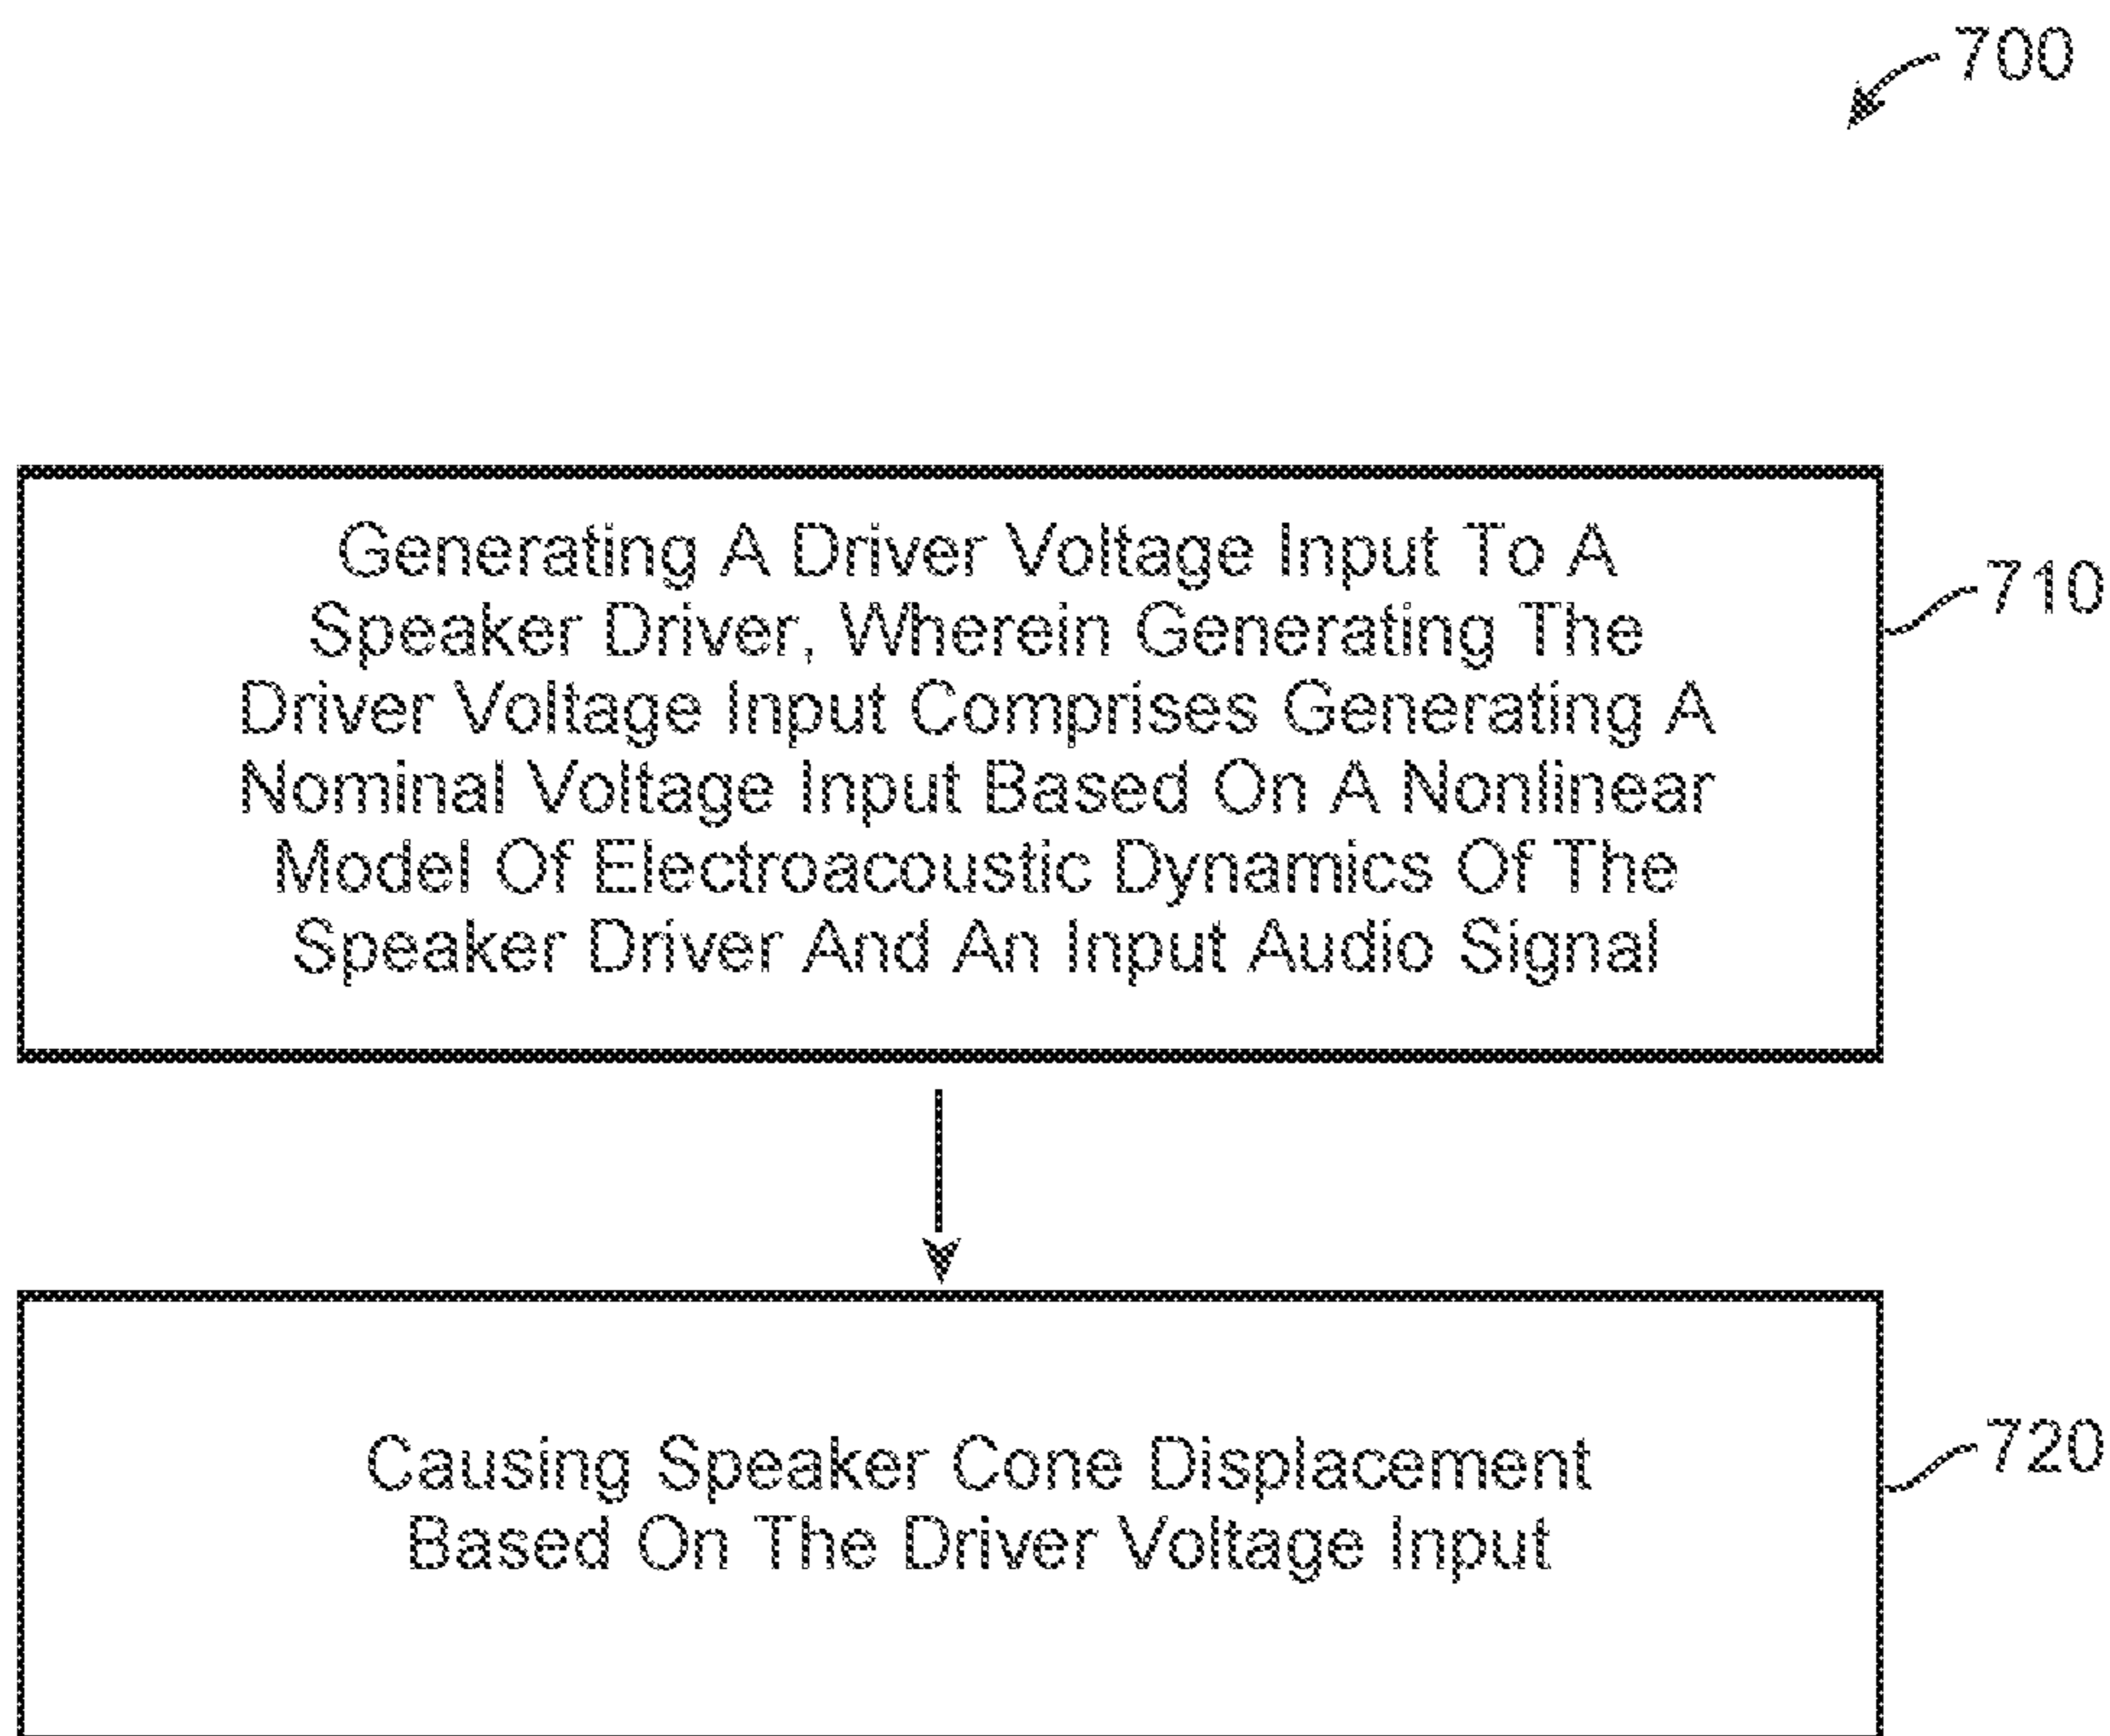 700
Generating A Driver Voltage Input To A
Speaker Driver, Wherein Generating The
Driver Voltage Input Comprises Generating A
Nominal Voltage Input Based On A Nonlinear
Model Of Electroacoustic Dynamics Of The
Speaker Driver And An Input Audio Signal
710
Causing Speaker Cone Displacement
Based On The Driver Voltage Input
720